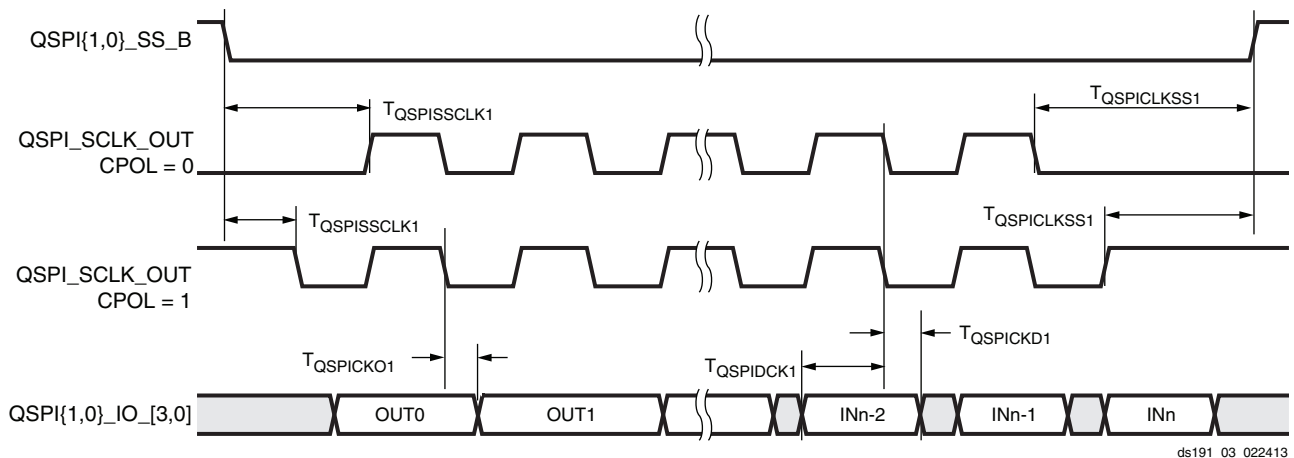 QSPI{1,0}_SS_B
TQSPISSCLK1
TQSPICLKSS1
QSPI_SCLK_OUT
CPOL = 0
TQSPISSCLK1
TQSPICLKSS1
QSPI_SCLK_OUT
CPOL = 1
TQSPICKO1
TQSPIDCK1
TQSPICKD1
QSPI{1,0}_IO_[3,0]
OUT0
OUT1
INn-2
INn-1
INn
ds191_03_022413